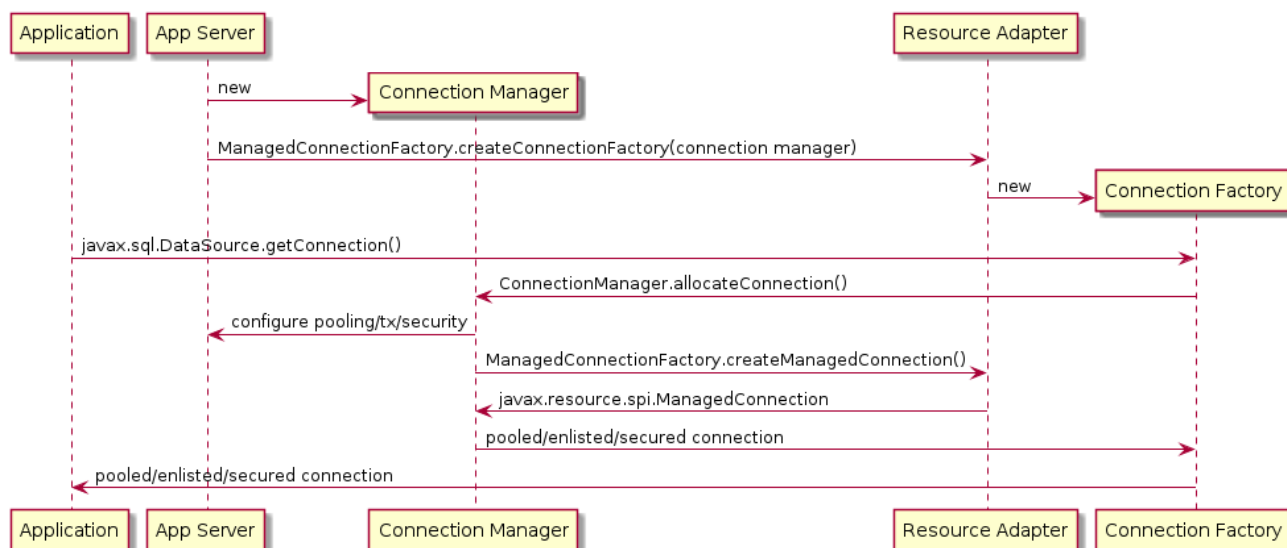 Application
App Server
Resource Adapter
new
Connection Manager
ManagedConnectionFactory.createConnectionFactory(connection manager)
new
Connection Factory
javax.sql.DataSource.getConnection()
ConnectionManager.allocateConnection()
configure pooling/tx/security
ManagedConnectionFactory.createManagedConnection()
javax.resource.spi.ManagedConnection
pooled/enlisted/secured connection
pooled/enlisted/secured connection
Application
App Server
Connection Manager
Resource Adapter
Connection Factory